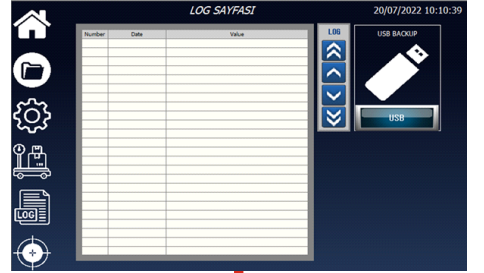 LOG SAYFASI
20/07/2022 10:10:39
Number Date Value
LOG
USB BACKUP
USB
LOG